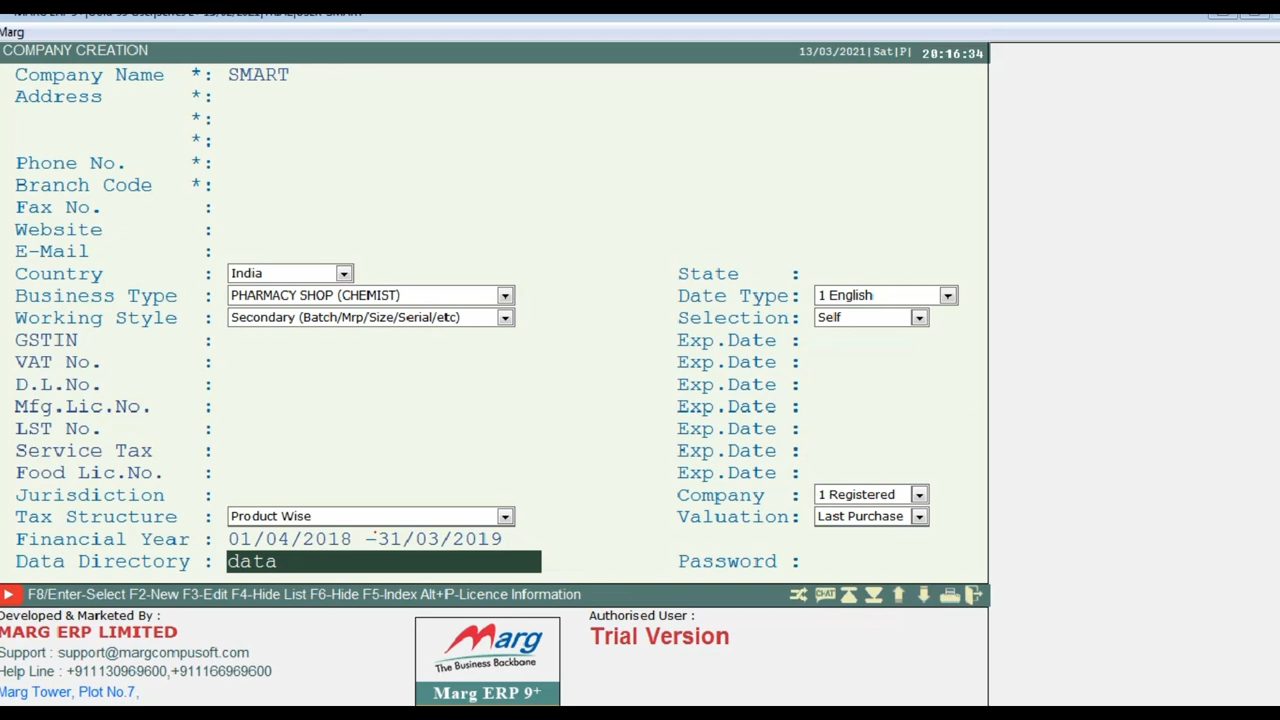 Marg
COMPANY CREATION 13/03/2021|Sat|P| 20:16:34
Company Name *: SMART
Address *:
*:
*:
Phone No. *:
Branch Code *:
Fax No. :
Website :
E-Mail :
Country : India State :
Business Type : PHARMACY SHOP (CHEMIST) Date Type: 1 English
Working Style : Secondary (Batch/Mrp/Size/Serial/etc) Selection: Self
GSTIN : Exp.Date :
VAT No. : Exp.Date :
D.L.No. : Exp.Date :
Mfg.Lic.No. : Exp.Date :
LST No. : Exp.Date :
Service Tax : Exp.Date :
Food Lic.No. : Exp.Date :
Jurisdiction : Company : 1 Registered
Tax Structure : Product Wise Valuation: Last Purchase
Financial Year : 01/04/2018 -31/03/2019
Data Directory : data Password :
F8/Enter-Select F2-New F3-Edit F4-Hide List F6-Hide F5-Index Alt+P-Licence Information CHAT
Developed & Marketed By : Authorised User :
MARG ERP LIMITED Trial Version
Support : support@margcompusoft.com
Help Line : +911130969600,+911166969600
Marg Tower, Plot No.7,
Marg
The Business Backbone
Marg ERP 9+